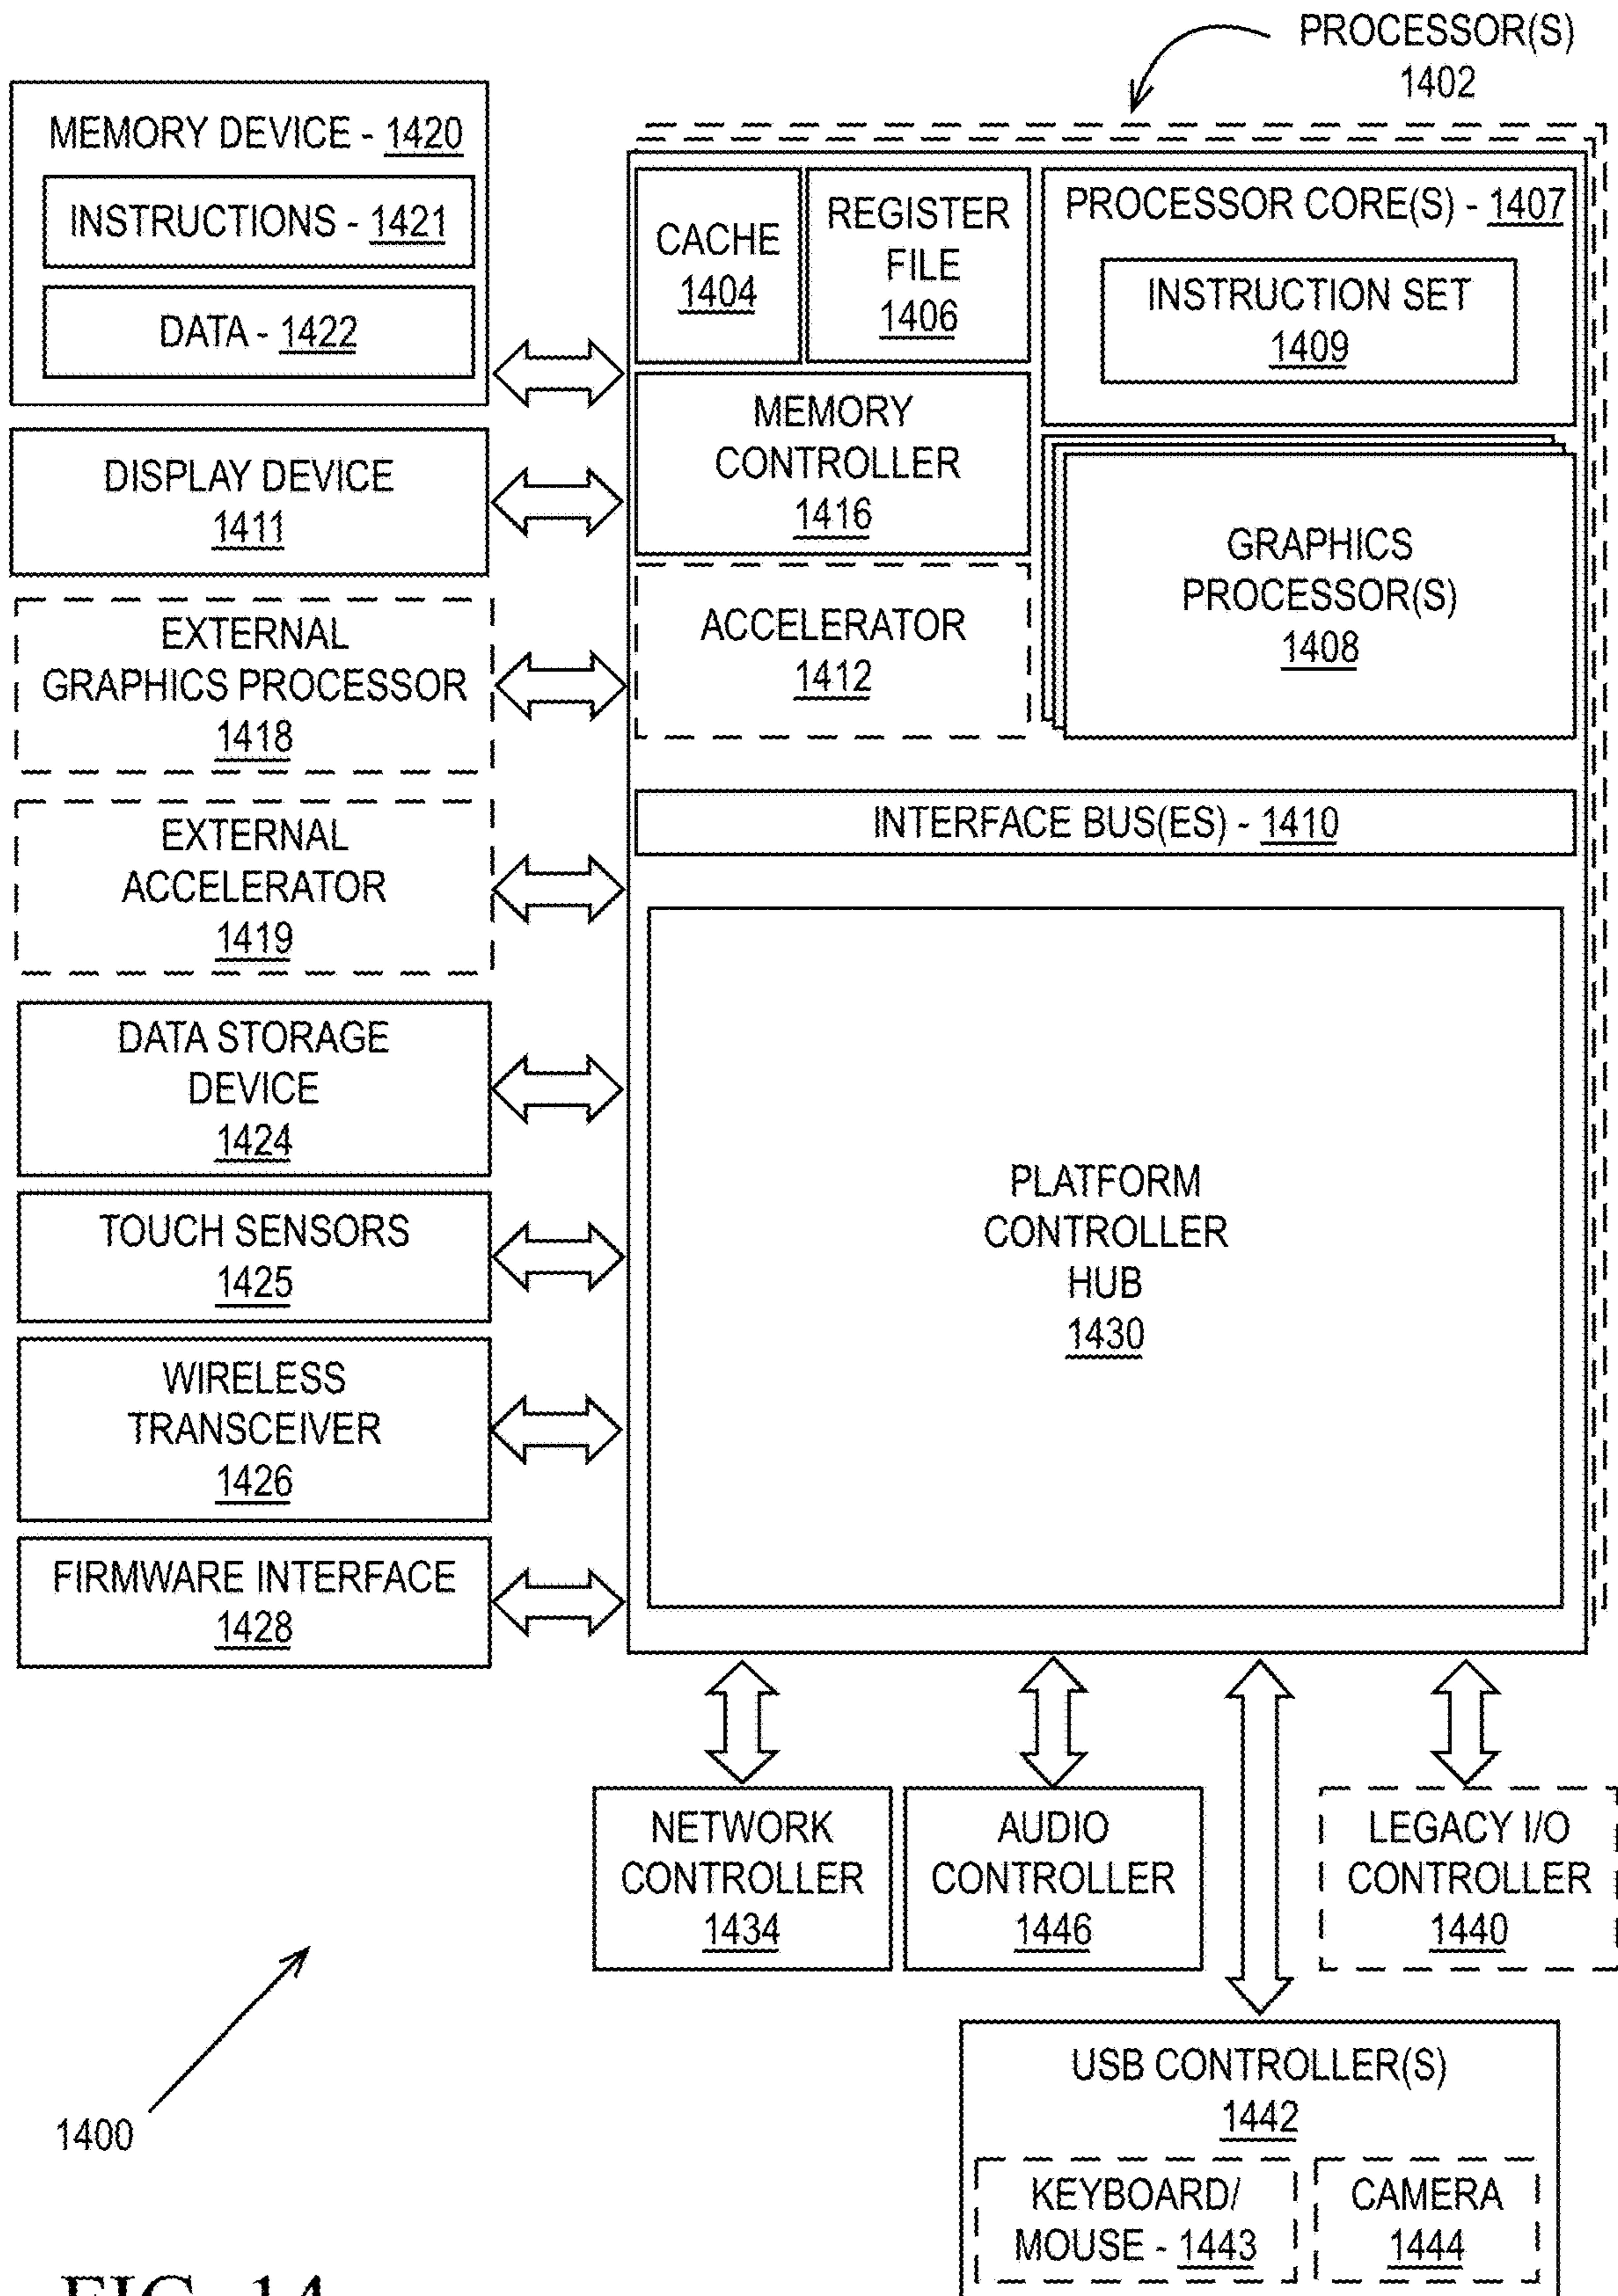 PROCESSOR(S)
1402
MEMORY DEVICE - 1420
INSTRUCTIONS - 1421
DATA - 1422
DISPLAY DEVICE
1411
EXTERNAL
GRAPHICS PROCESSOR
1418
EXTERNAL
ACCELERATOR
1419
DATA STORAGE
DEVICE
1424
TOUCH SENSORS
1425
WIRELESS
TRANSCEIVER
1426
FIRMWARE INTERFACE
1428
CACHE
1404
REGISTER
FILE
1406
PROCESSOR CORE(S) - 1407
INSTRUCTION SET
1409
MEMORY
CONTROLLER
1416
ACCELERATOR
1412
GRAPHICS
PROCESSOR(S)
1408
INTERFACE BUS(ES) - 1410
PLATFORM
CONTROLLER
HUB
1430
NETWORK
CONTROLLER
1434
AUDIO
CONTROLLER
1446
LEGACY I/O
CONTROLLER
1440
USB CONTROLLER(S)
1442
KEYBOARD/
MOUSE - 1443
CAMERA
1444
1400
FIG. 14